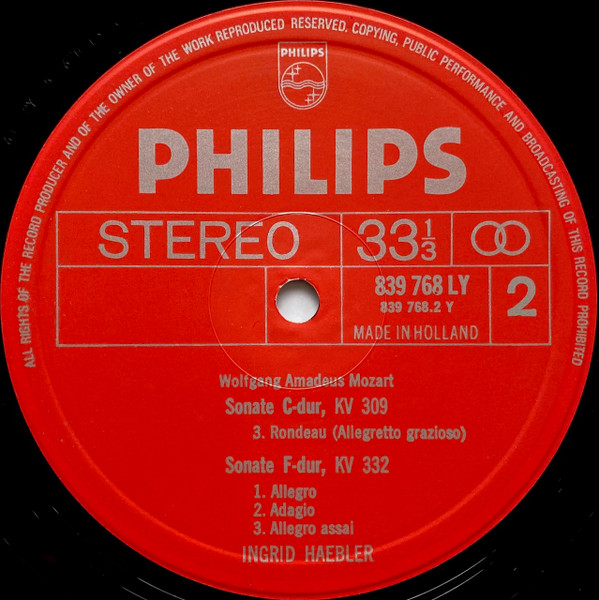 ALL RIGHTS OF THE RECORD PRODUCER AND OF THE OWNER OF THE WORK REPRODUCED RESERVED. COPYING, PUBLIC PERFORMANCE AND BROADCASTING OF THIS RECORD PROHIBITED
PHILIPS
PHILIPS
STEREO 33 1/3
839 768 LY
839 768.2 Y
2
MADE IN HOLLAND
Wolfgang Amadeus Mozart
Sonate C-dur, KV 309
3. Rondeau (Allegretto grazioso)
Sonate F-dur, KV 332
1. Allegro
2. Adagio
3. Allegro assai
INGRID HAEBLER